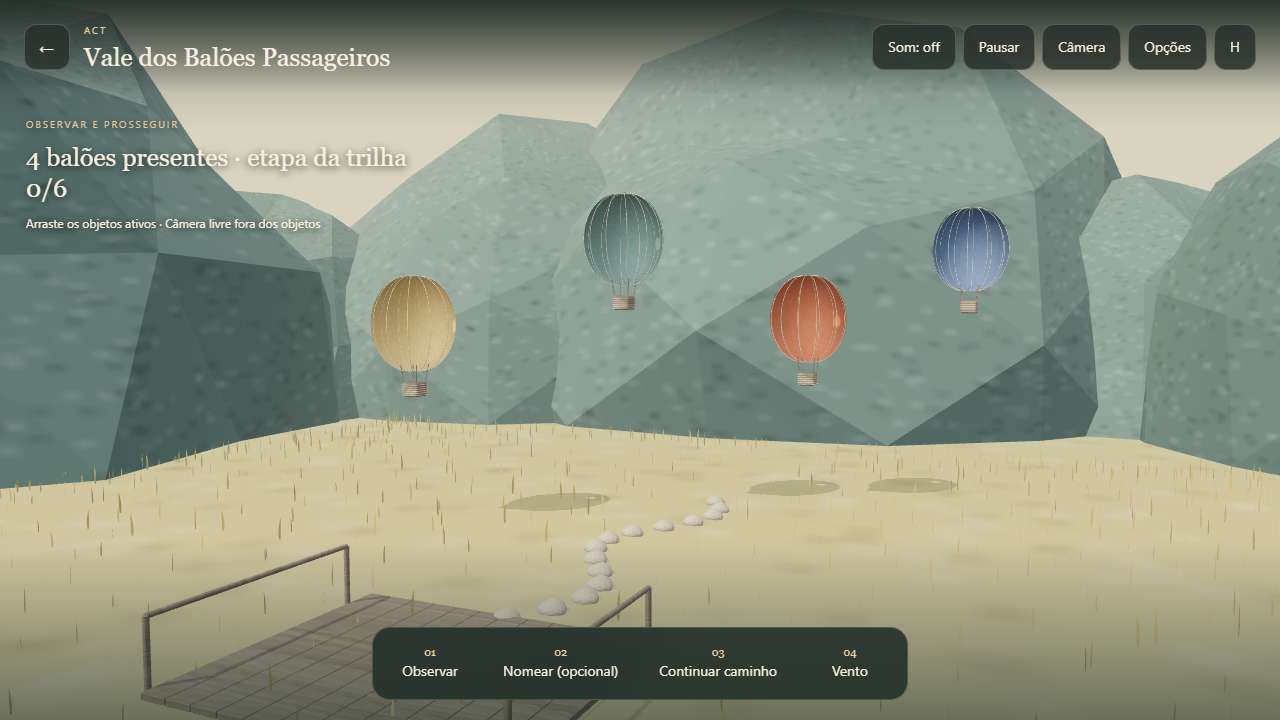 ←
ACT
Vale dos Balões Passageiros
Som: off
Pausar
Câmera
Opções
H
OBSERVAR E PROSSEGUIR
4 balões presentes · etapa da trilha
0/6
Arraste os objetos ativos · Câmera livre fora dos objetos
01
Observar
02
Nomear (opcional)
03
Continuar caminho
04
Vento